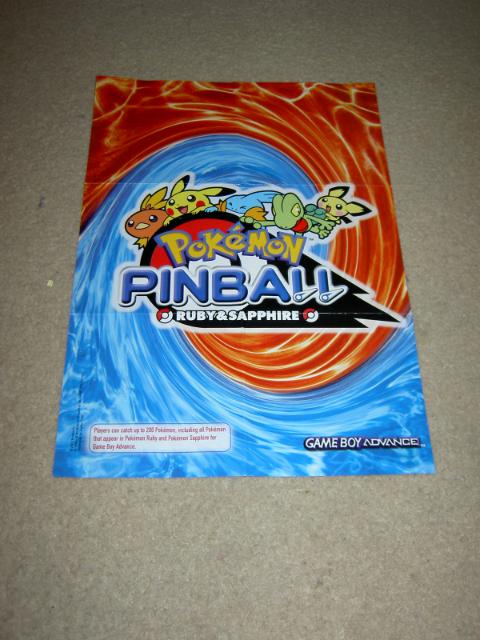 POKéMON
PINBALL
RUBY&SAPPHIRE
Players can catch up to 200 Pokémon, including all Pokémon
that appear in Pokémon Ruby and Pokémon Sapphire for
Game Boy Advance.
GAME BOY ADVANCE